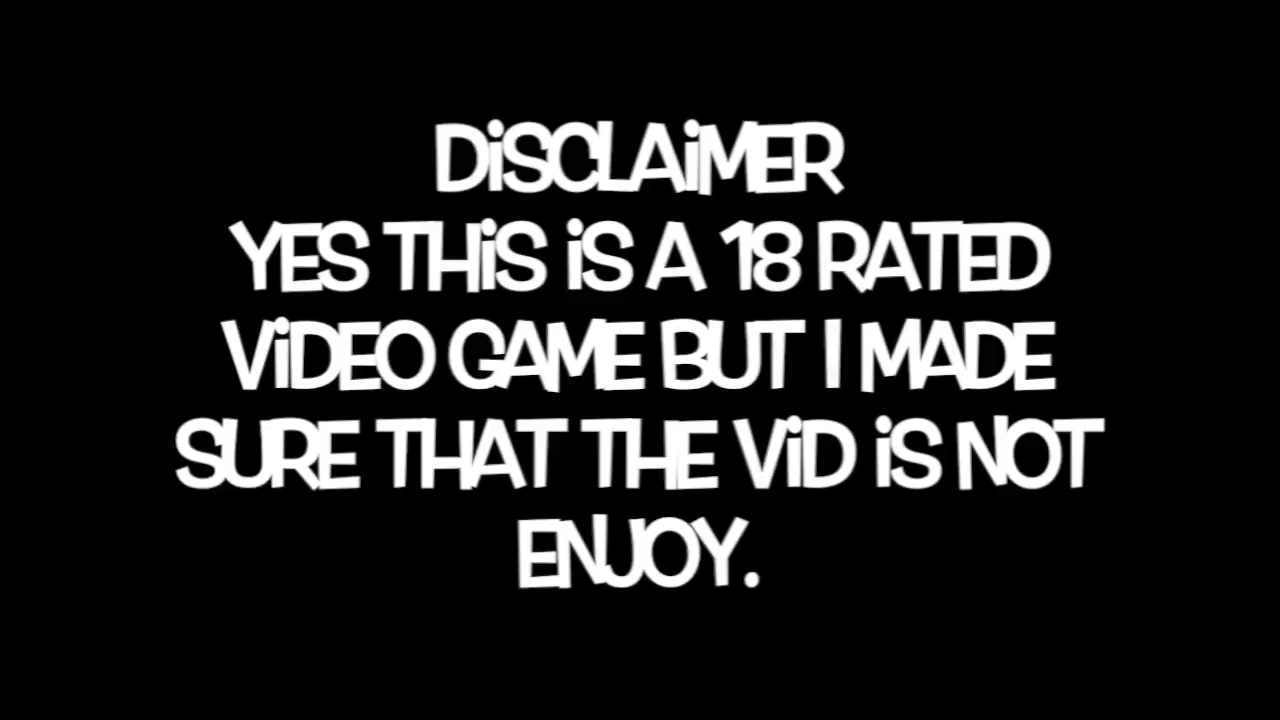 DiSCLAiMER
YES THiS iS A 18 RATED
ViDEO GAME BUT I MADE
SURE THAT THE ViD iS NOT
ENJOY.